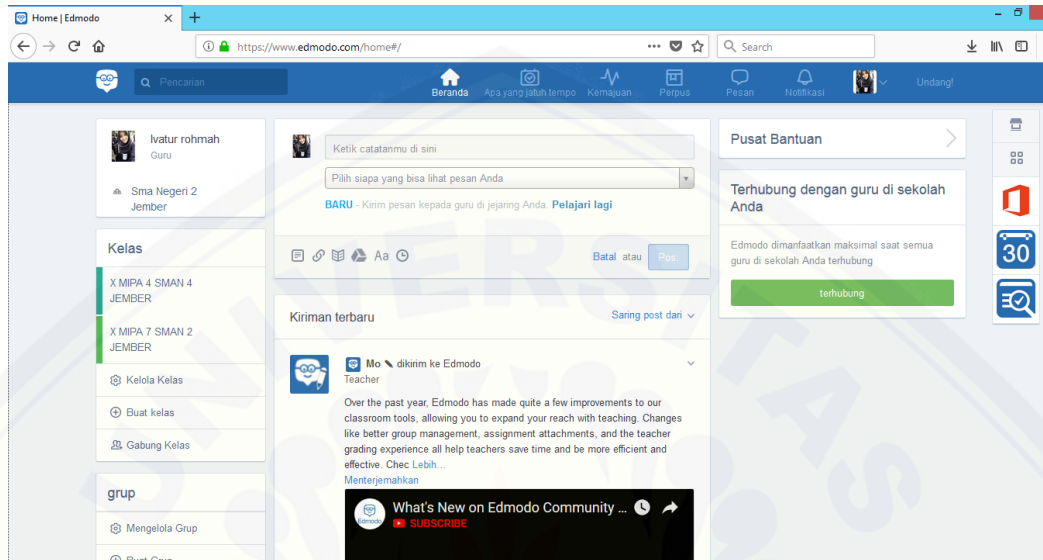 Home | Edmodo
https://www.edmodo.com/home#/
Search
Pencarian
Beranda
Apa yang jatuh tempo
Kemajuan
Perpus
Pesan
Notifikasi
Undang!
Ivatur rohmah
Guru
Sma Negeri 2
Jember
Kelas
X MIPA 4 SMAN 4
JEMBER
X MIPA 7 SMAN 2
JEMBER
Kelola Kelas
Buat kelas
Gabung Kelas
grup
Mengelola Grup
Buat Grup
Ketik catatanmu di sini
Pilih siapa yang bisa lihat pesan Anda
BARU - Kirim pesan kepada guru di jejaring Anda. Pelajari lagi
Aa
Batal atau Pos
Kiriman terbaru
Saring post dari
Mo dikirim ke Edmodo
Teacher
Over the past year, Edmodo has made quite a few improvements to our
classroom tools, allowing you to expand your reach with teaching. Changes
like better group management, assignment attachments, and the teacher
grading experience all help teachers save time and be more efficient and
effective. Chec Lebih...
Menterjemahkan
Edmodo
What's New on Edmodo Community ...
SUBSCRIBE
Pusat Bantuan
Terhubung dengan guru di sekolah
Anda
Edmodo dimanfaatkan maksimal saat semua
guru di sekolah Anda terhubung
terhubung
30
UNIVERSITAS